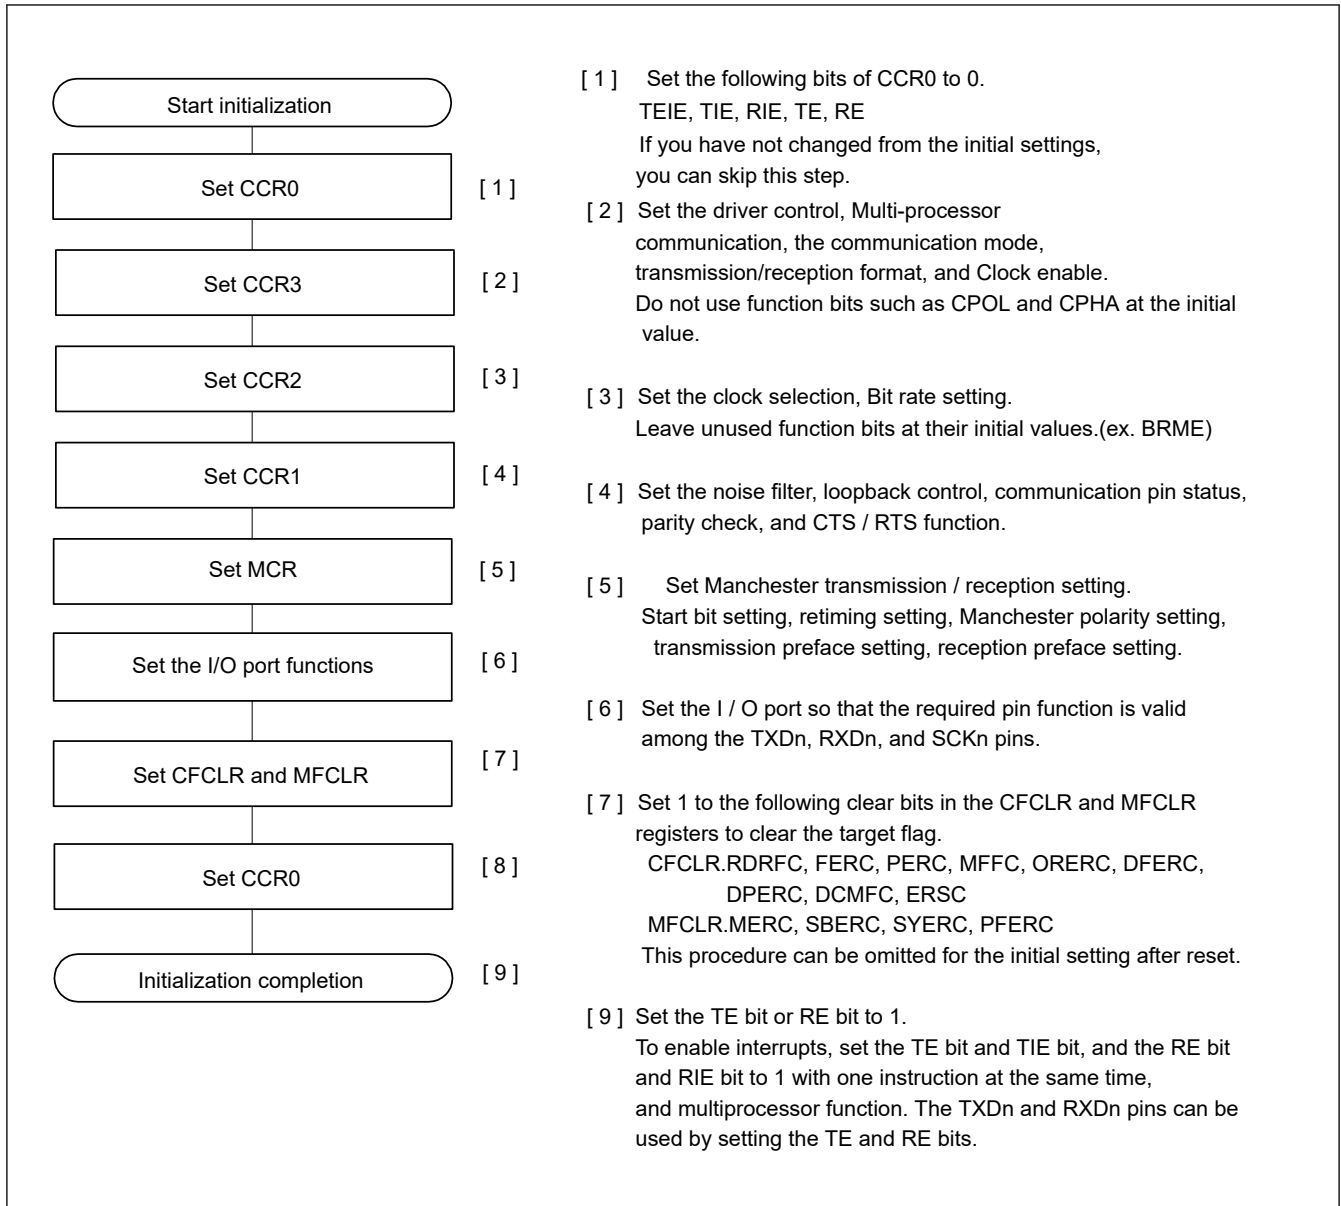 Start initialization
Set CCR0
[ 1 ]
Set CCR3
[ 2 ]
Set CCR2
[ 3 ]
Set CCR1
[ 4 ]
Set MCR
[ 5 ]
Set the I/O port functions
[ 6 ]
Set CFCLR and MFCLR
[ 7 ]
Set CCR0
[ 8 ]
Initialization completion
[ 9 ]
[ 1 ] Set the following bits of CCR0 to 0.
TEIE, TIE, RIE, TE, RE
If you have not changed from the initial settings,
you can skip this step.
[ 2 ] Set the driver control, Multi-processor
communication, the communication mode,
transmission/reception format, and Clock enable.
Do not use function bits such as CPOL and CPHA at the initial
value.
[ 3 ] Set the clock selection, Bit rate setting.
Leave unused function bits at their initial values.(ex. BRME)
[ 4 ] Set the noise filter, loopback control, communication pin status,
parity check, and CTS / RTS function.
[ 5 ] Set Manchester transmission / reception setting.
Start bit setting, retiming setting, Manchester polarity setting,
transmission preface setting, reception preface setting.
[ 6 ] Set the I / O port so that the required pin function is valid
among the TXDn, RXDn, and SCKn pins.
[ 7 ] Set 1 to the following clear bits in the CFCLR and MFCLR
registers to clear the target flag.
CFCLR.RDRFC, FERC, PERC, MFFC, ORERC, DFERC,
DPERC, DCMFC, ERSC
MFCLR.MERC, SBERC, SYERC, PFERC
This procedure can be omitted for the initial setting after reset.
[ 9 ] Set the TE bit or RE bit to 1.
To enable interrupts, set the TE bit and TIE bit, and the RE bit
and RIE bit to 1 with one instruction at the same time,
and multiprocessor function. The TXDn and RXDn pins can be
used by setting the TE and RE bits.